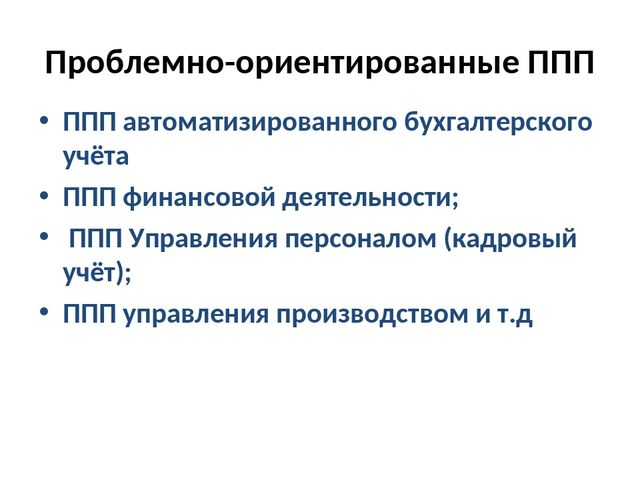 Проблемно-ориентированные ППП
• ППП автоматизированного бухгалтерского
учёта
• ППП финансовой деятельности;
• ППП Управления персоналом (кадровый
учёт);
• ППП управления производством и т.д